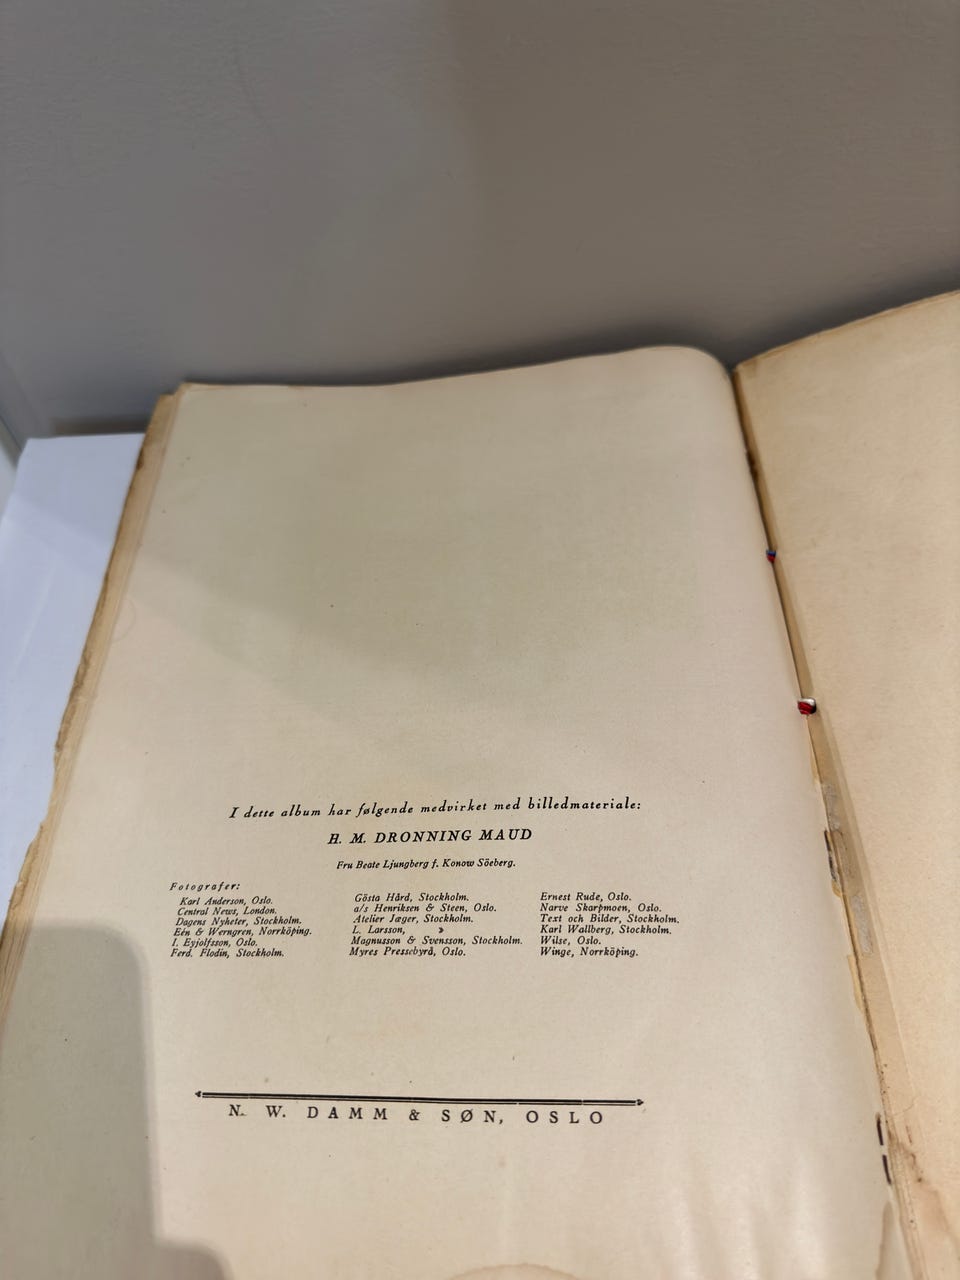 I dette album har følgende medvirket med billedmateriale:
H. M. DRONNING MAUD
Fru Beate Ljungberg f. Konow Söeberg.
Fotografer:
Karl Anderson, Oslo.
Central News, London.
Dagens Nyheter, Stockholm.
Eén & Werngren, Norrköping.
I. Eyjolfsson, Oslo.
Ferd. Flodin, Stockholm.
Gösta Hård, Stockholm.
a/s Henriksen & Steen, Oslo.
Atelier Jæger, Stockholm.
L. Larsson, »
Magnusson & Svensson, Stockholm.
Myres Pressebyrå, Oslo.
Ernest Rude, Oslo.
Narve Skarpmoen, Oslo.
Text och Bilder, Stockholm.
Karl Wallberg, Stockholm.
Wilse, Oslo.
Winge, Norrköping.
N. W. DAMM & SØN, OSLO